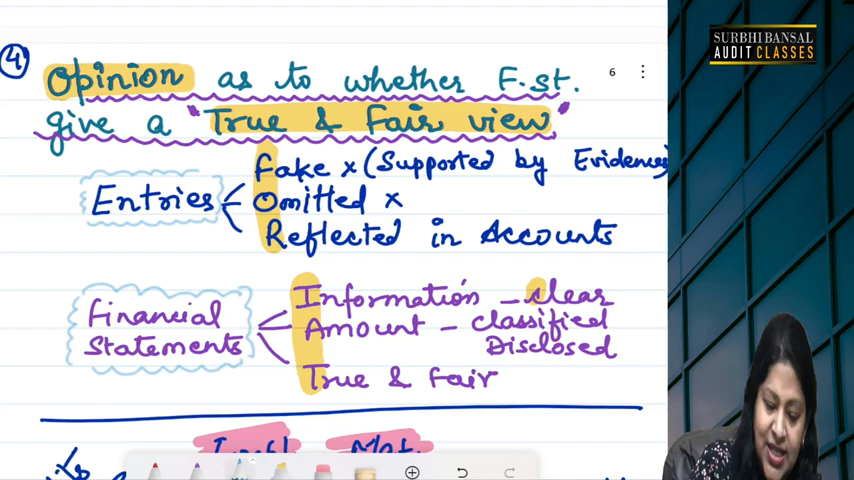 SURBHI BANSAL
AUDIT CLASSES
6
4
Opinion as to whether F.st.
give a "True & Fair view"
Entries
Fake x (Supported by Evidences)
Omitted x
Reflected in Accounts
Financial
Statements
Information - clear
Amount - classified
Disclosed
True & Fair